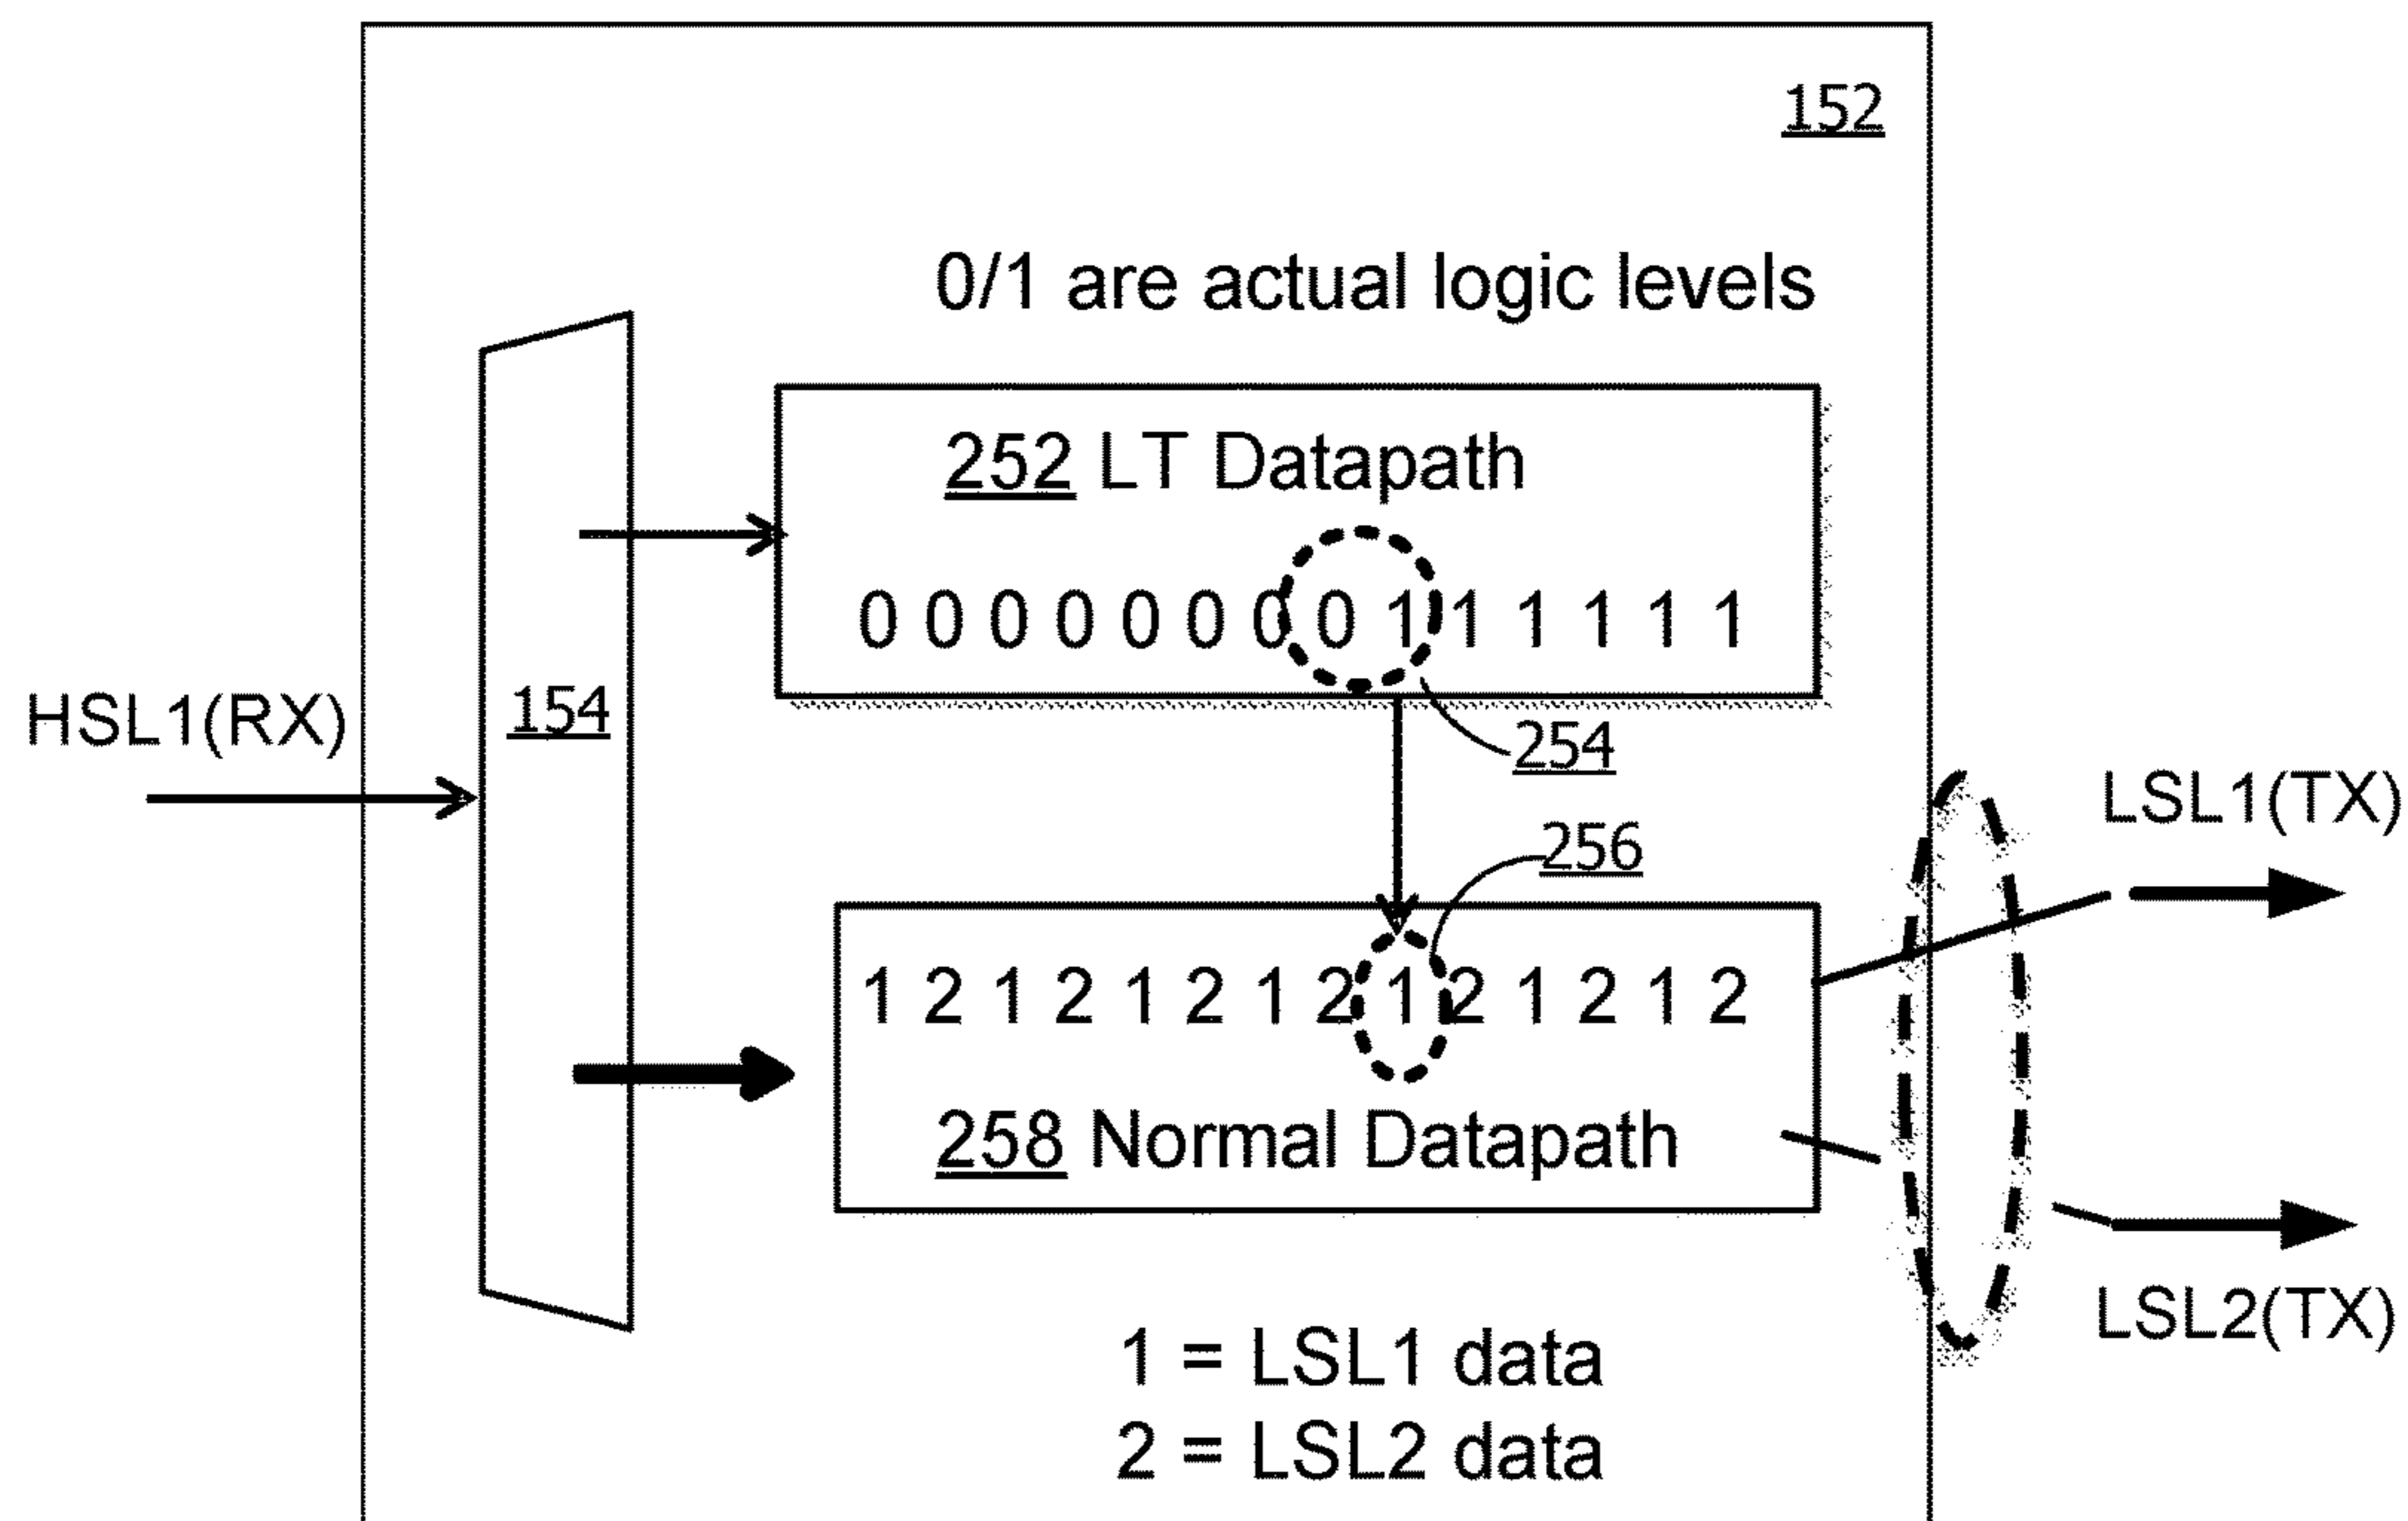 152
0/1 are actual logic levels
252 LT Datapath
0 0 0 0 0 0 0 0 1 1 1 1 1 1
HSL1(RX)
154
254
256
LSL1(TX)
1 2 1 2 1 2 1 2 1 2 1 2 1 2
258 Normal Datapath
LSL2(TX)
1 = LSL1 data
2 = LSL2 data